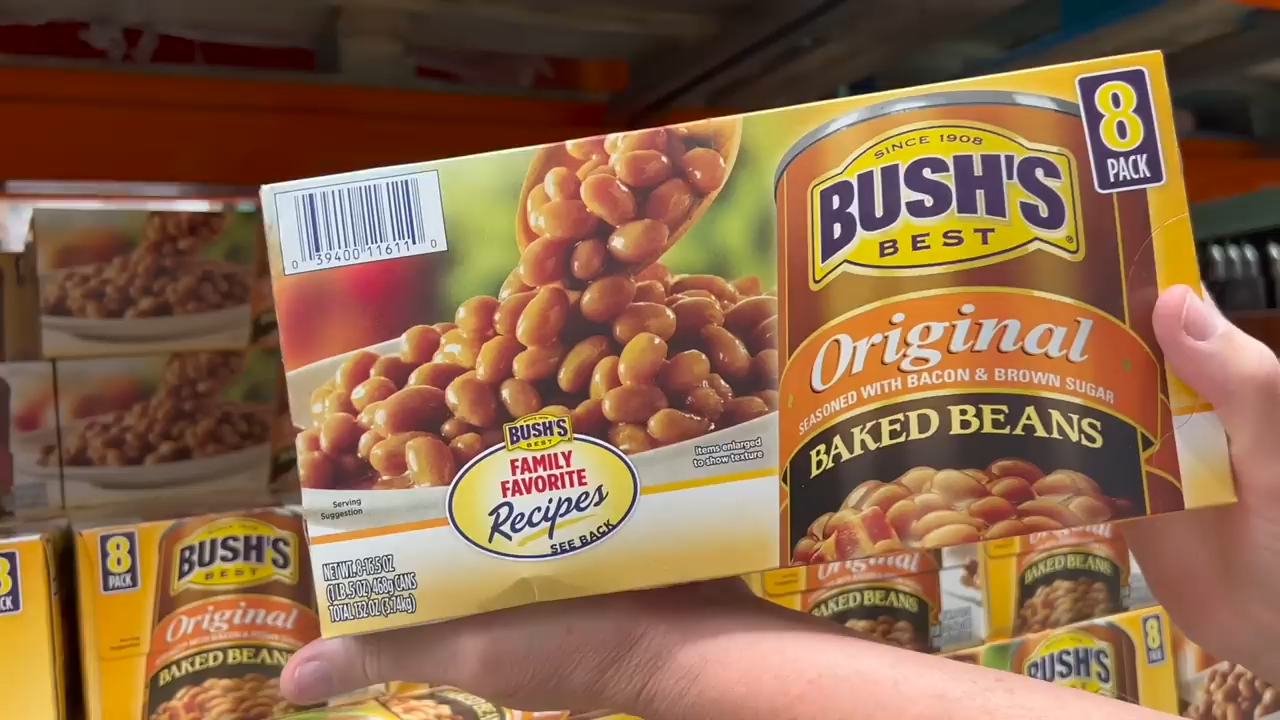 0 39400 11611 0
8
PACK
SINCE 1908
BUSH'S
BEST
®
Original
SEASONED WITH BACON & BROWN SUGAR
BAKED BEANS
BUSH'S
BEST
FAMILY
FAVORITE
Recipes
SEE BACK
Items enlarged
to show texture
Serving
Suggestion
NET WT. 8-16.5 OZ
(1 LB-.5 OZ) 468g CANS
TOTAL 132 OZ (3.74kg)
8
PACK
BUSH'S
BEST
Original
BAKED BEANS
Original
BAKED BEANS
Original
BAKED BEANS
BUSH'S
8
PACK